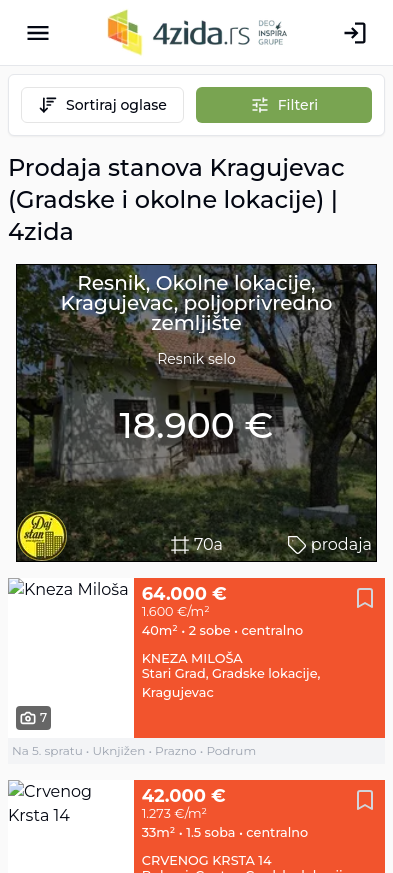 4zida.rs DEO INSPIRA GRUPE
Sortiraj oglase
Filteri
Prodaja stanova Kragujevac
(Gradske i okolne lokacije) |
4zida
Resnik, Okolne lokacije,
Kragujevac, poljoprivredno
zemljište
Resnik selo
18.900 €
Daj stan
70a
prodaja
Kneza Miloša
64.000 €
1.600 €/m²
40m² • 2 sobe • centralno
KNEZA MILOŠA
Stari Grad, Gradske lokacije,
Kragujevac
7
Na 5. spratu • Uknjižen • Prazno • Podrum
Crvenog
Krsta 14
42.000 €
1.273 €/m²
33m² • 1.5 soba • centralno
CRVENOG KRSTA 14